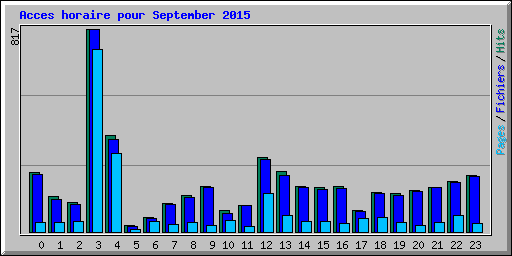 Acces horaire pour September 2015
817
Pages / Fichiers / Hits
0 1 2 3 4 5 6 7 8 9 10 11 12 13 14 15 16 17 18 19 20 21 22 23